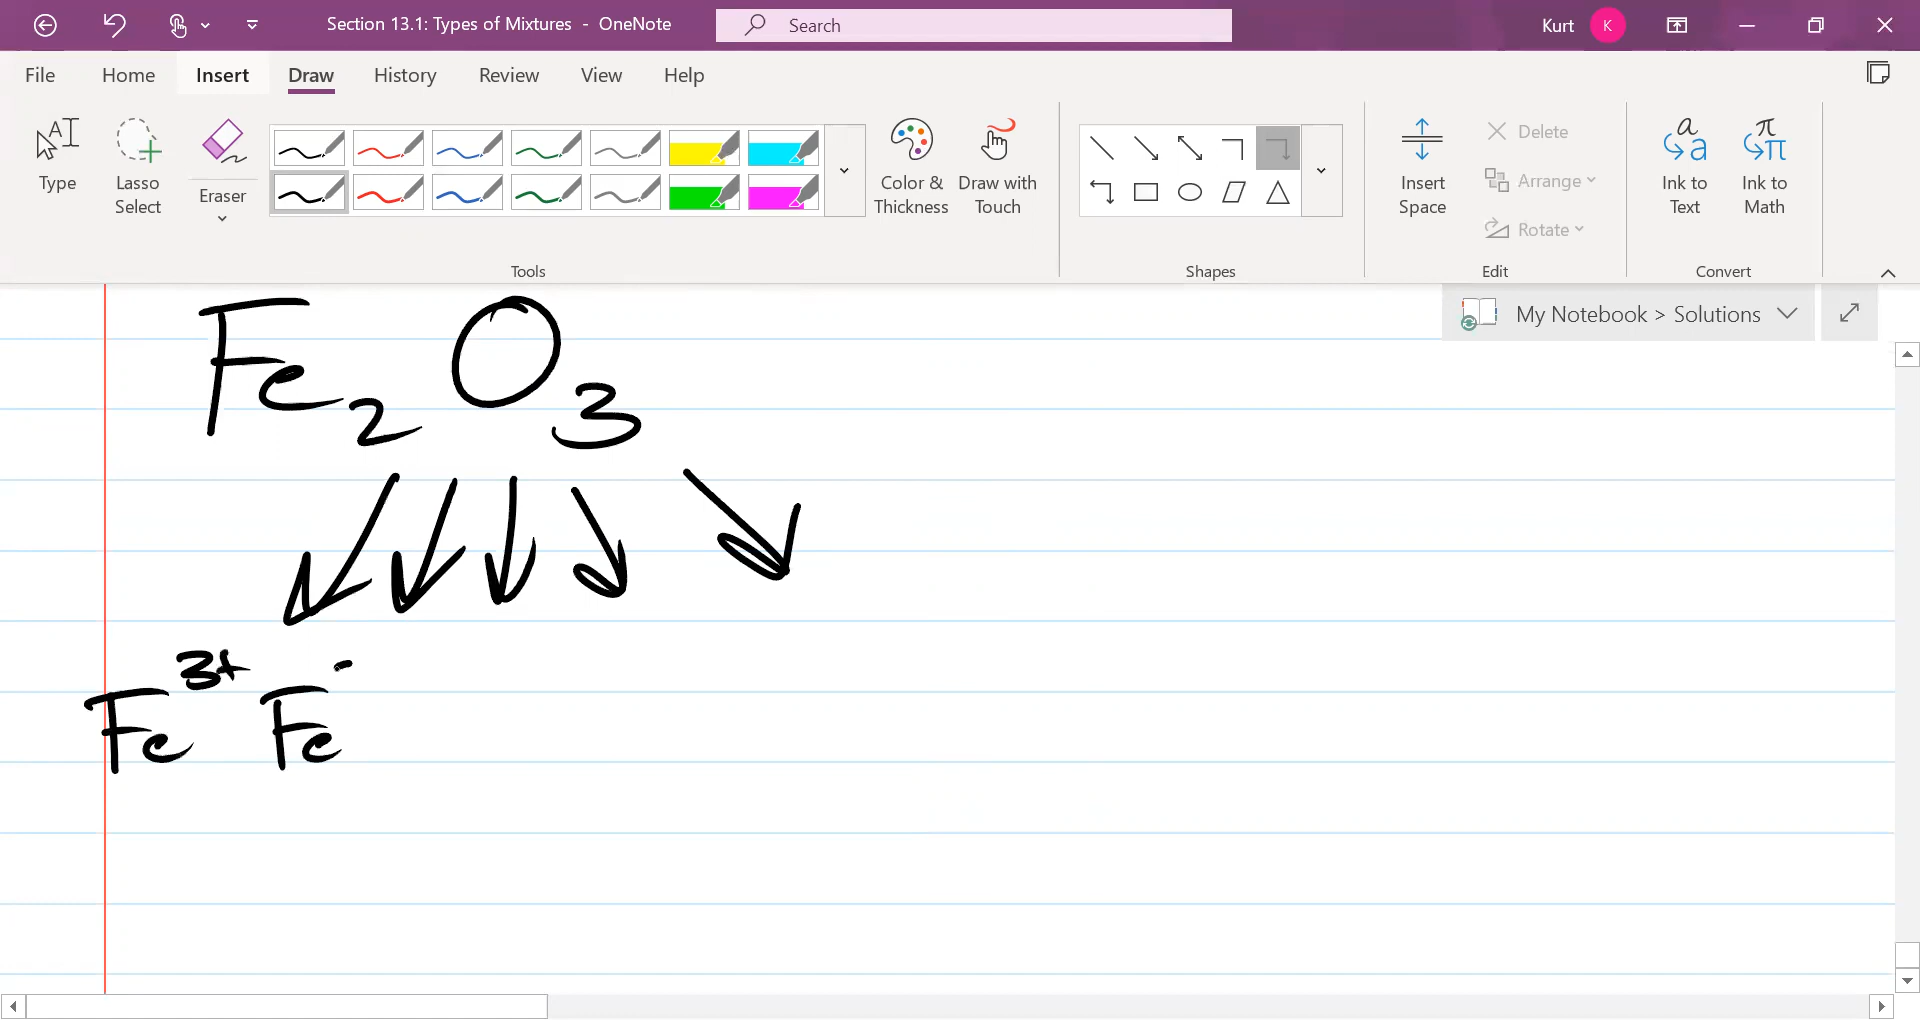 Section 13.1: Types of Mixtures - OneNote
Search
Kurt K
File Home Insert Draw History Review View Help
Type
Lasso Select
Eraser
Color & Thickness
Draw with Touch
Insert Space
Delete
Arrange
Rotate
Ink to Text
Ink to Math
Tools
Shapes
Edit
Convert
My Notebook > Solutions
Fe₂O₃
Fe³⁺ Fe⁻